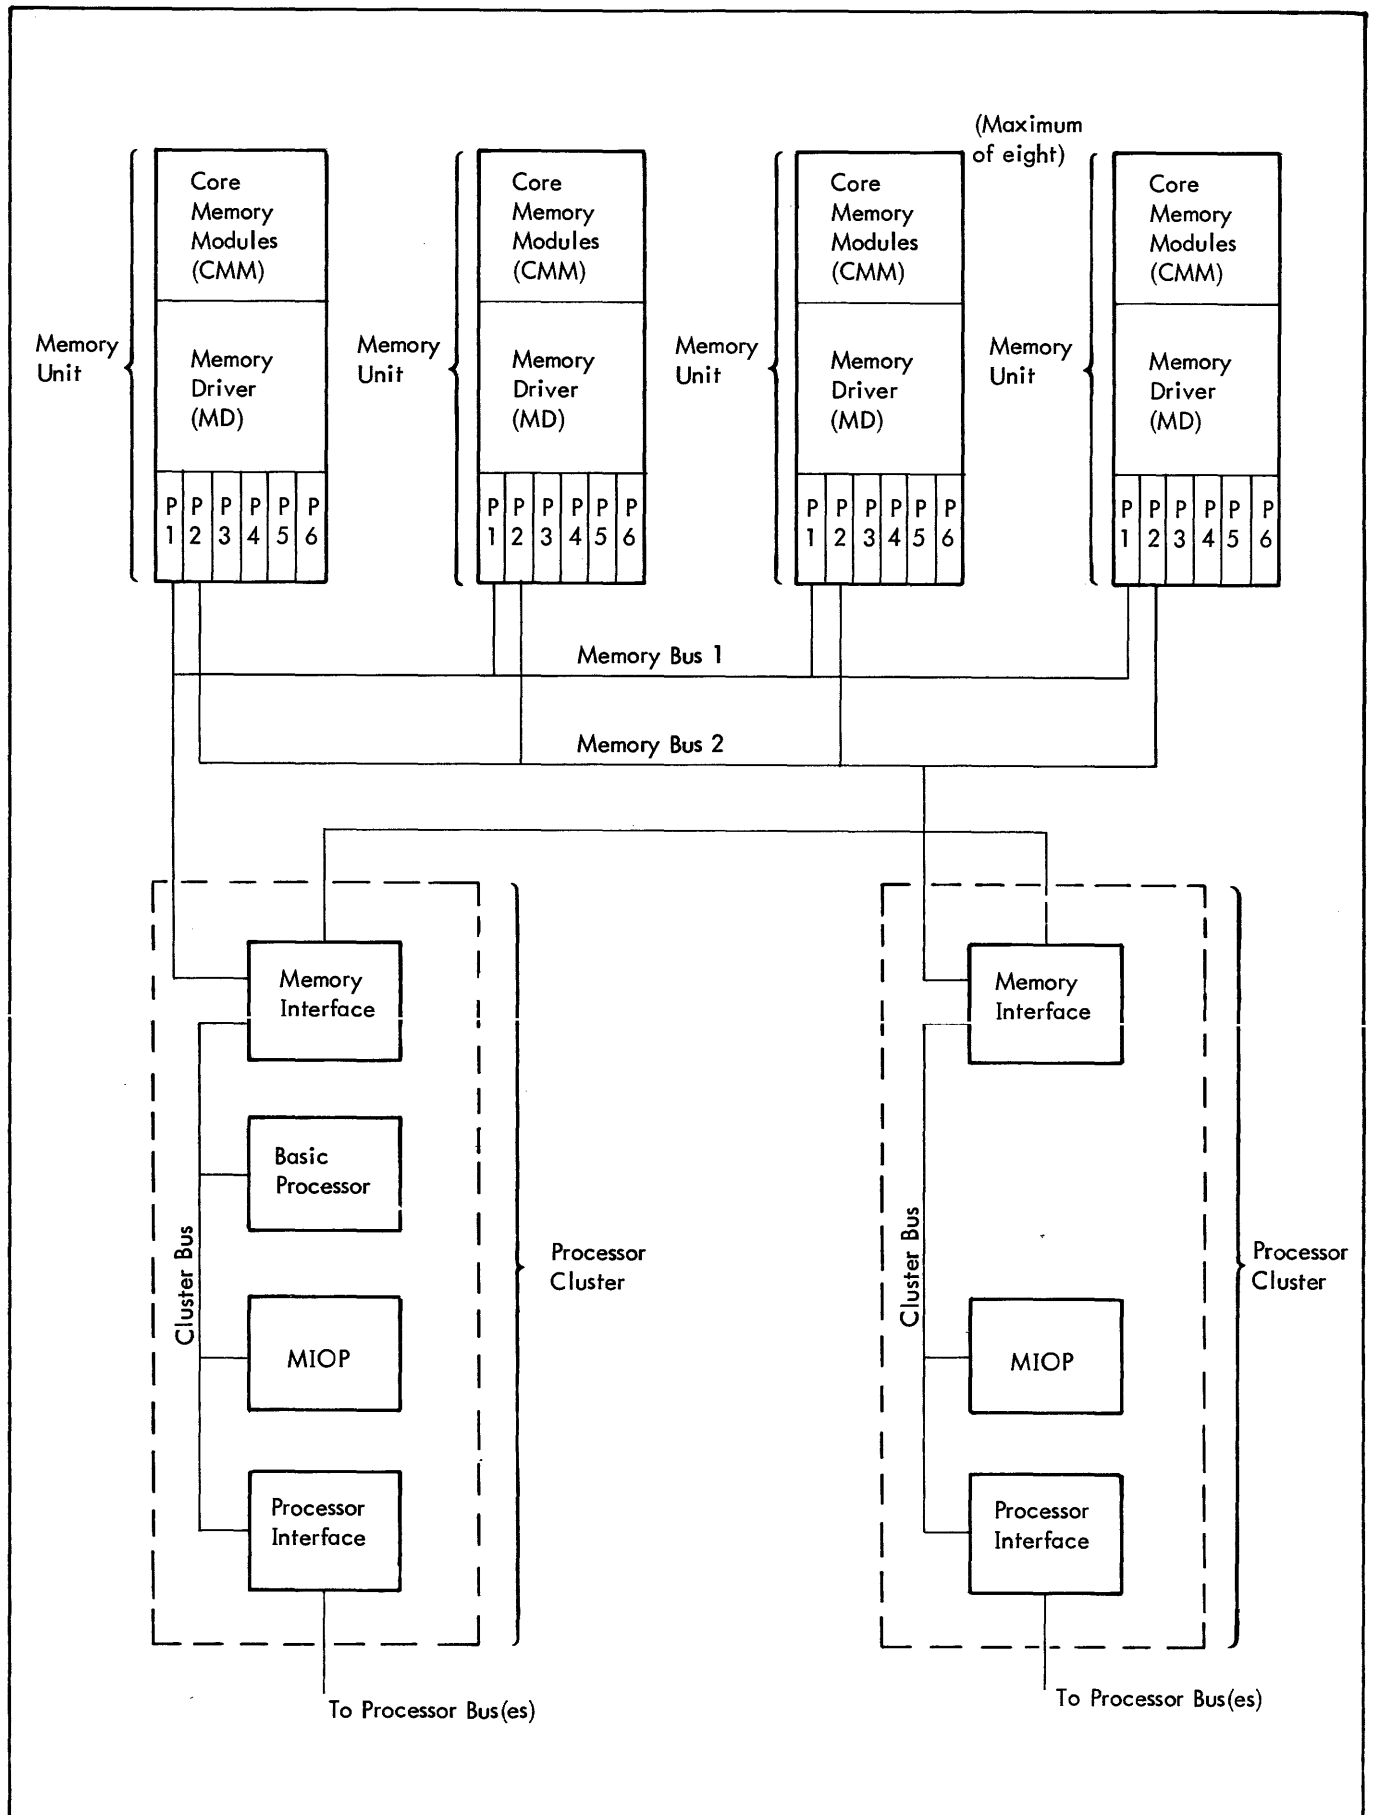 (Maximum
of eight)
Core
Memory
Modules
(CMM)
Core
Memory
Modules
(CMM)
Core
Memory
Modules
(CMM)
Core
Memory
Modules
(CMM)
Memory
Unit
Memory
Unit
Memory
Unit
Memory
Unit
Memory
Driver
(MD)
Memory
Driver
(MD)
Memory
Driver
(MD)
Memory
Driver
(MD)
P P P P P P
1 2 3 4 5 6
P P P P P P
1 2 3 4 5 6
P P P P P P
1 2 3 4 5 6
P P P P P P
1 2 3 4 5 6
Memory Bus 1
Memory Bus 2
Memory
Interface
Basic
Processor
Cluster Bus
MIOP
Processor
Interface
Processor
Cluster
To Processor Bus(es)
Memory
Interface
Cluster Bus
MIOP
Processor
Interface
Processor
Cluster
To Processor Bus(es)